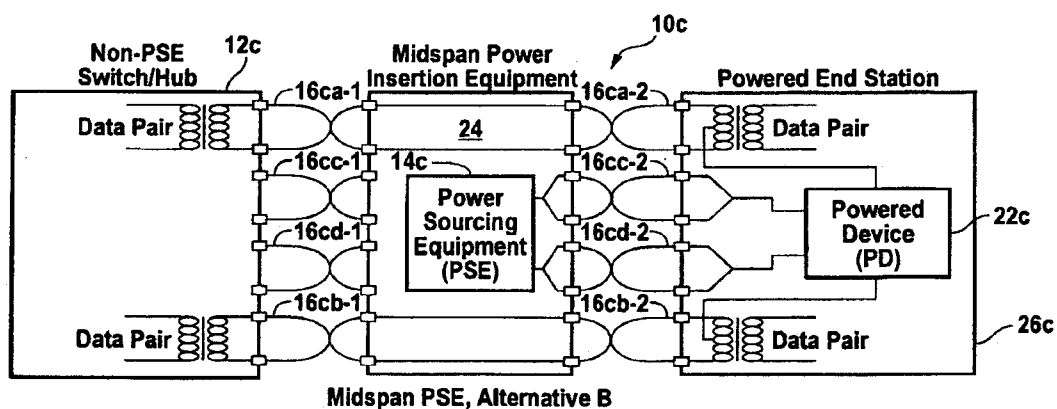 10c
Non-PSE
Switch/Hub
12c
Midspan Power
Insertion Equipment
Powered End Station
16ca-1
16ca-2
Data Pair
24
Data Pair
16cc-1
14c
16cc-2
Power
Sourcing
Equipment
(PSE)
Powered
Device
(PD)
22c
16cd-1
16cd-2
16cb-1
16cb-2
Data Pair
Data Pair
26c
Midspan PSE, Alternative B